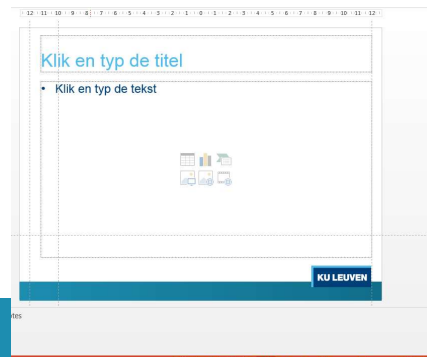 12 · 11 · 10 · 9 · 8 · 7 · 6 · 5 · 4 · 3 · 2 · 1 · 0 · 1 · 2 · 3 · 4 · 5 · 6 · 7 · 8 · 9 · 10 · 11 · 12
Klik en typ de titel
• Klik en typ de tekst
KU LEUVEN
otes